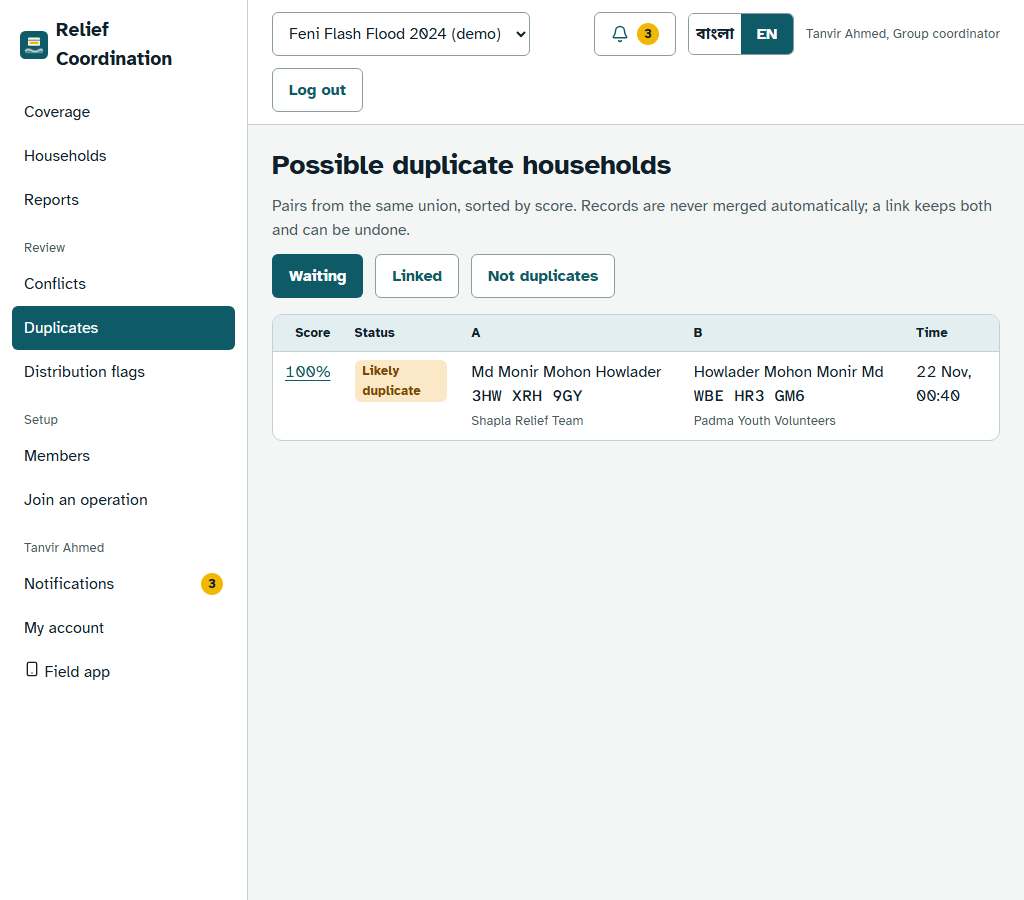 Relief
Coordination
Coverage
Households
Reports
Review
Conflicts
Duplicates
Distribution flags
Setup
Members
Join an operation
Tanvir Ahmed
Notifications 3
My account
Field app
Feni Flash Flood 2024 (demo)
3
বাংলা EN
Tanvir Ahmed, Group coordinator
Log out
Possible duplicate households
Pairs from the same union, sorted by score. Records are never merged automatically; a link keeps both
and can be undone.
Waiting Linked Not duplicates
Score Status A B Time
100% Likely duplicate Md Monir Mohon Howlader Howlader Mohon Monir Md 22 Nov,
3HW XRH 9GY WBE HR3 GM6 00:40
Shapla Relief Team Padma Youth Volunteers